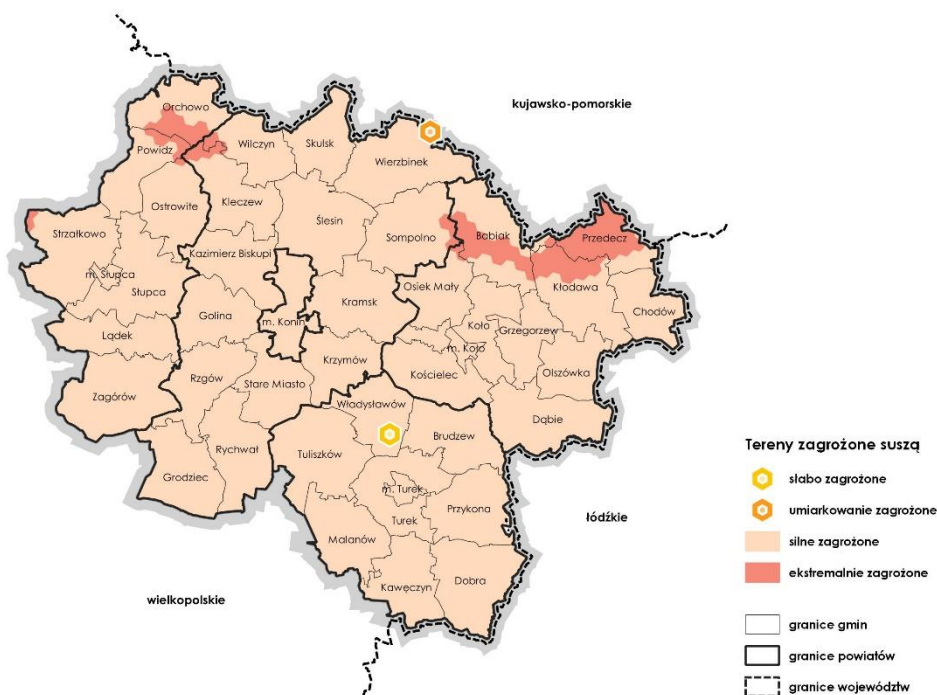 kujawsko-pomorskie
Orchowo
Powidz
Wilczyn
Skulsk
Wierzbinek
Ostrowite
Kleczew
Ślesin
Strzałkowo
Sompolno
Babiak
Przedecz
Kazimierz Biskupi
m. Słupca
Słupca
Osiek Mały
Kłodawa
Chodów
Golina
m. Konin
Kramsk
Koło
Grzegorzew
Lądek
m. Koło
Krzymów
Kościelec
Olszówka
Rzgów
Stare Miasto
Zagórów
Władysławów
Dąbie
Brudzew
Rychwał
Tuliszków
Grodziec
m. Turek
Przykona
Turek
Malanów
Kawęczyn
Dobra
łódzkie
wielkopolskie
Tereny zagrożone suszą
słabo zagrożone
umiarkowanie zagrożone
silne zagrożone
ekstremalnie zagrożone
granice gmin
granice powiatów
granice województw